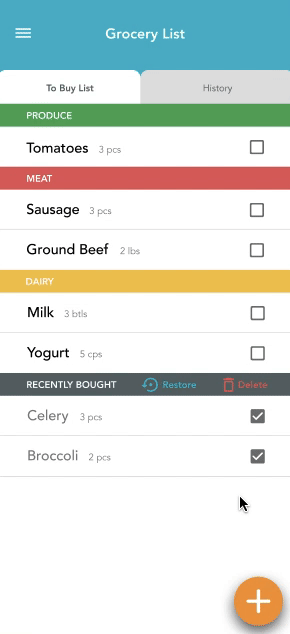 Grocery List
To Buy List History
PRODUCE
Tomatoes 3 pcs
MEAT
Sausage 3 pcs
Ground Beef 2 lbs
DAIRY
Milk 3 btls
Yogurt 5 cps
RECENTLY BOUGHT Restore Delete
Celery 3 pcs
Broccoli 2 pcs